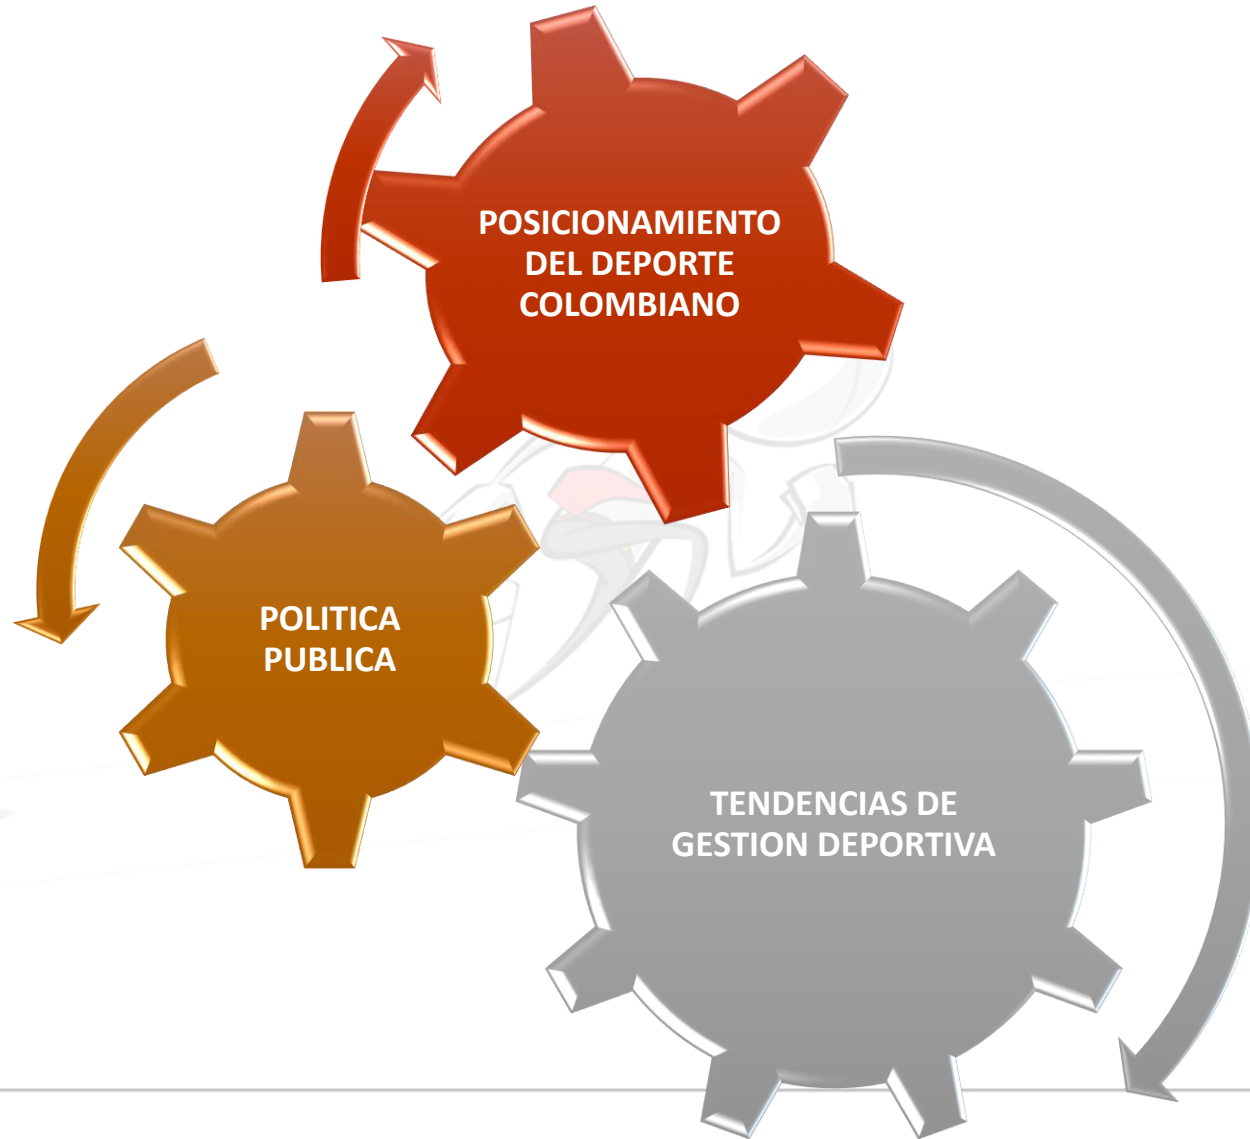 POSICIONAMIENTO
DEL DEPORTE
COLOMBIANO
POLITICA
PUBLICA
TENDENCIAS DE
GESTION DEPORTIVA